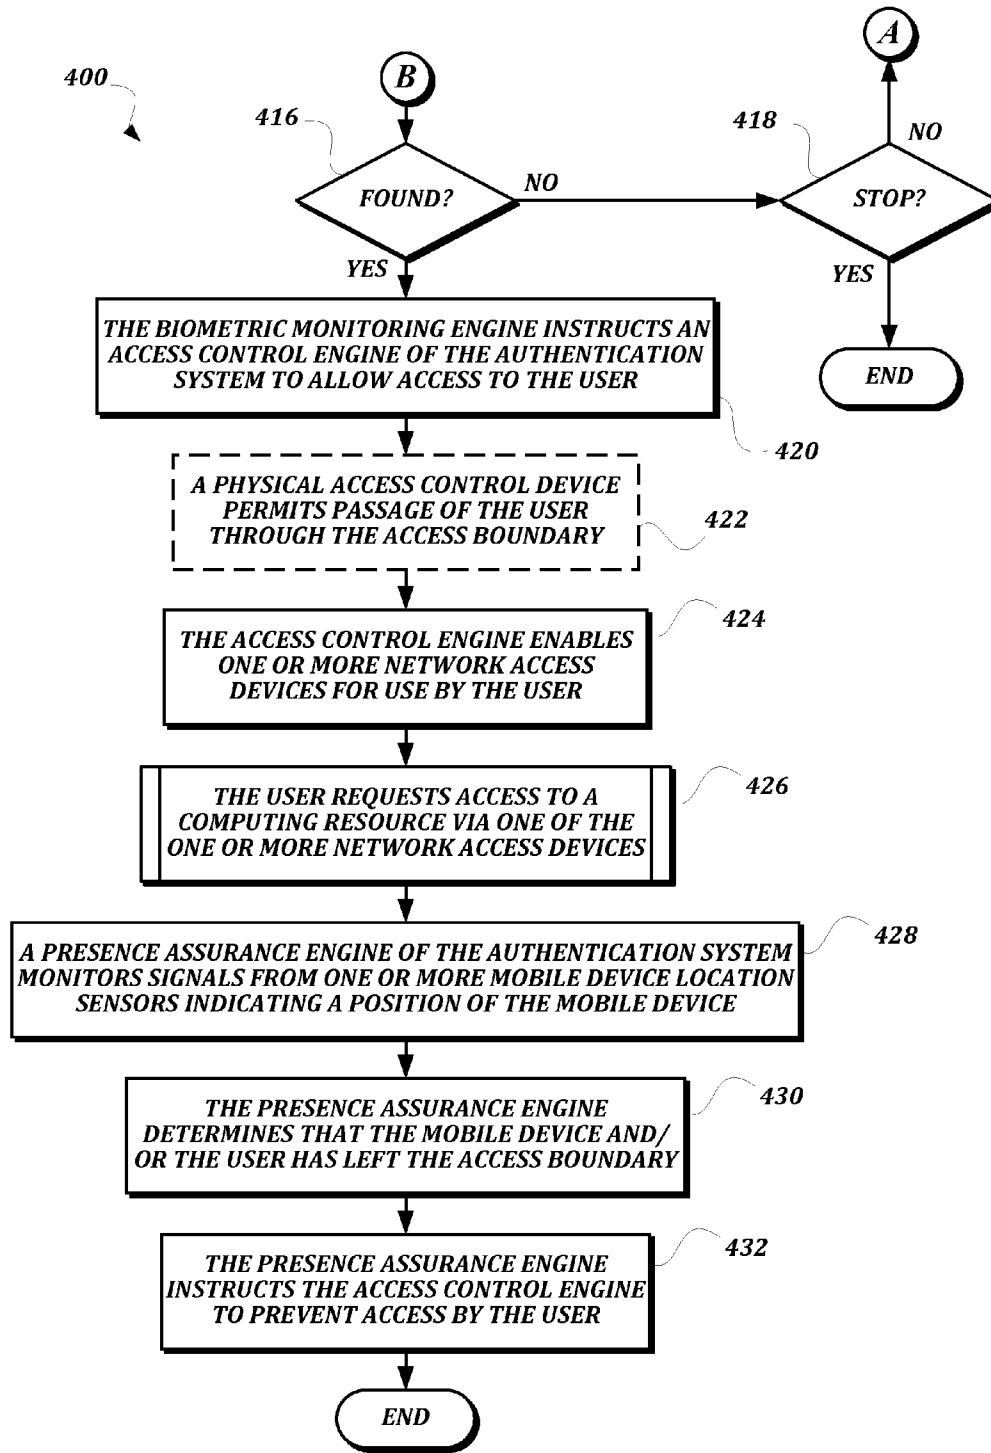 A
B
400
416
418
NO
FOUND?
NO
STOP?
YES
YES
THE BIOMETRIC MONITORING ENGINE INSTRUCTS AN
ACCESS CONTROL ENGINE OF THE AUTHENTICATION
SYSTEM TO ALLOW ACCESS TO THE USER
END
420
A PHYSICAL ACCESS CONTROL DEVICE
PERMITS PASSAGE OF THE USER
THROUGH THE ACCESS BOUNDARY
422
THE ACCESS CONTROL ENGINE ENABLES
ONE OR MORE NETWORK ACCESS
DEVICES FOR USE BY THE USER
424
THE USER REQUESTS ACCESS TO A
COMPUTING RESOURCE VIA ONE OF THE
ONE OR MORE NETWORK ACCESS DEVICES
426
A PRESENCE ASSURANCE ENGINE OF THE AUTHENTICATION SYSTEM
MONITORS SIGNALS FROM ONE OR MORE MOBILE DEVICE LOCATION
SENSORS INDICATING A POSITION OF THE MOBILE DEVICE
428
THE PRESENCE ASSURANCE ENGINE
DETERMINES THAT THE MOBILE DEVICE AND/
OR THE USER HAS LEFT THE ACCESS BOUNDARY
430
THE PRESENCE ASSURANCE ENGINE
INSTRUCTS THE ACCESS CONTROL ENGINE
TO PREVENT ACCESS BY THE USER
432
END